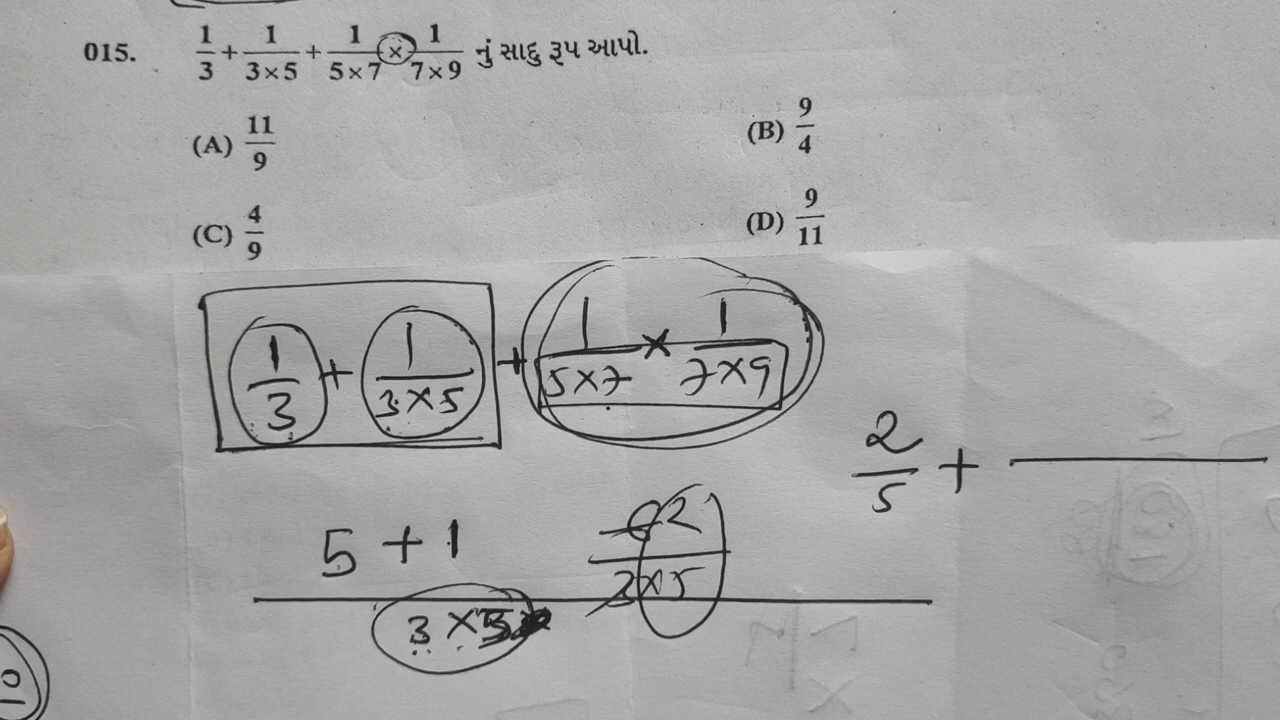 015. 1/3 + 1/3×5 + 1/5×7 × 1/7×9 નું સાદુ રૂપ આપો.
(A) 11/9 (B) 9/4
(C) 4/9 (D) 9/11
1/3 + 1/3×5 + 1/5×7 × 1/7×9
2/5 +
5+1 / 3×5 62/3×5
10